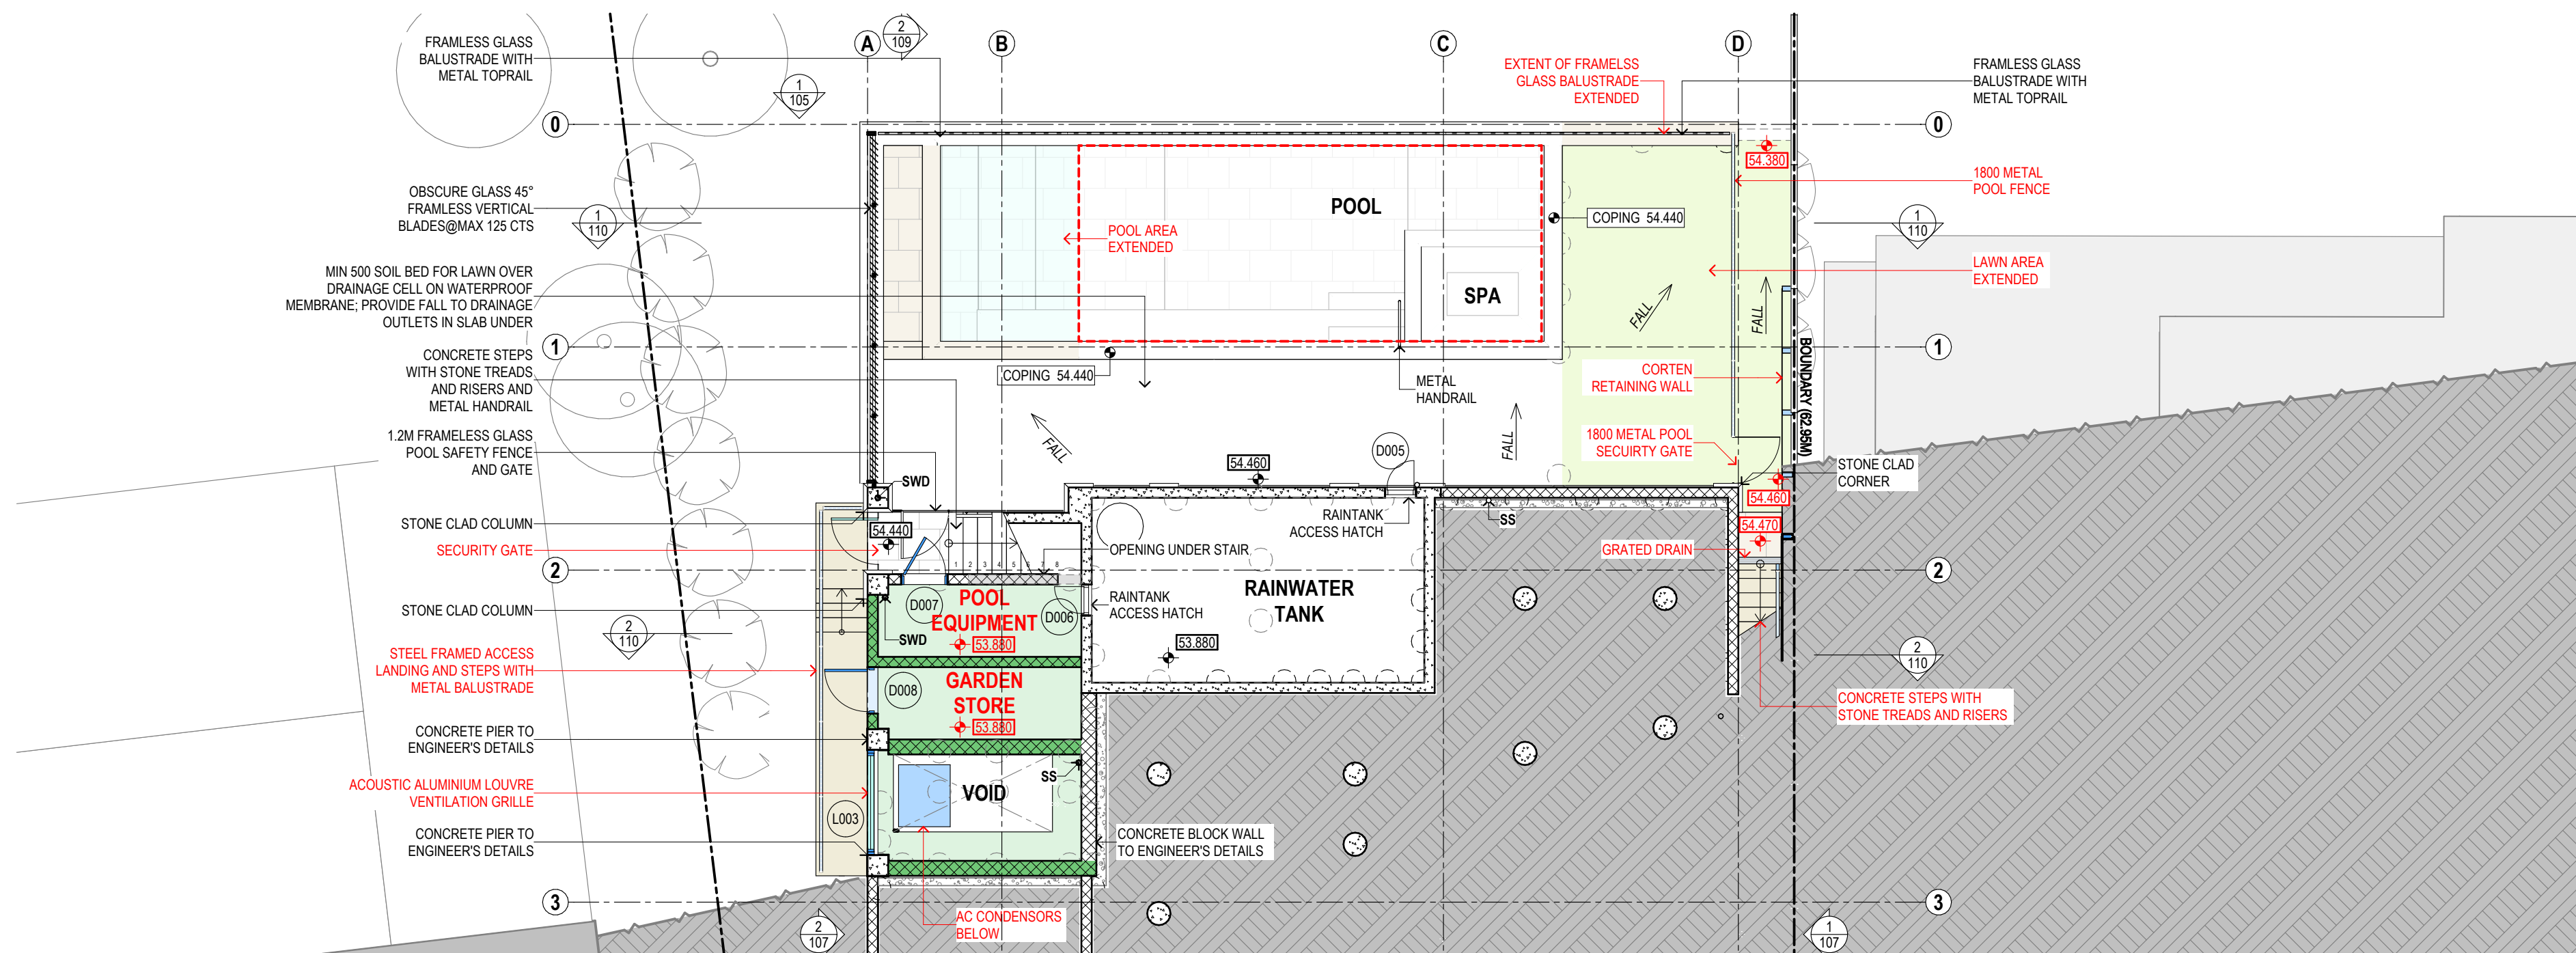 2
109
A
B
C
D
FRAMLESS GLASS
BALUSTRADE WITH
METAL TOPRAIL
1
105
EXTENT OF FRAMELSS
GLASS BALUSTRADE
EXTENDED
FRAMLESS GLASS
BALUSTRADE WITH
METAL TOPRAIL
0
0
54.380
1800 METAL
POOL FENCE
OBSCURE GLASS 45°
FRAMLESS VERTICAL
BLADES@MAX 125 CTS
1
110
POOL
COPING 54.440
1
110
POOL AREA
EXTENDED
LAWN AREA
EXTENDED
MIN 500 SOIL BED FOR LAWN OVER
DRAINAGE CELL ON WATERPROOF
MEMBRANE; PROVIDE FALL TO DRAINAGE
OUTLETS IN SLAB UNDER
SPA
FALL
FALL
1
1
CONCRETE STEPS
WITH STONE TREADS
AND RISERS AND
METAL HANDRAIL
COPING 54.440
METAL
HANDRAIL
CORTEN
RETAINING WALL
BOUNDARY (62.95M)
1.2M FRAMELESS GLASS
POOL SAFETY FENCE
AND GATE
FALL
FALL
1800 METAL POOL
SECUIRTY GATE
D005
54.460
STONE CLAD
CORNER
SWD
54.460
STONE CLAD COLUMN
54.440
RAINTANK
ACCESS HATCH
SS
54.470
SECURITY GATE
OPENING UNDER STAIR
GRATED DRAIN
1 2 3 4 5 6 7 8
2
2
RAINWATER
TANK
STONE CLAD COLUMN
D007
POOL
EQUIPMENT
D006
RAINTANK
ACCESS HATCH
SWD
53.880
53.880
2
110
2
110
STEEL FRAMED ACCESS
LANDING AND STEPS WITH
METAL BALUSTRADE
D008
GARDEN
STORE
53.880
CONCRETE STEPS WITH
STONE TREADS AND RISERS
CONCRETE PIER TO
ENGINEER'S DETAILS
SS
VOID
ACOUSTIC ALUMINIUM LOUVRE
VENTILATION GRILLE
L003
CONCRETE PIER TO
ENGINEER'S DETAILS
CONCRETE BLOCK WALL
TO ENGINEER'S DETAILS
3
3
AC CONDENSORS
BELOW
2
107
1
107